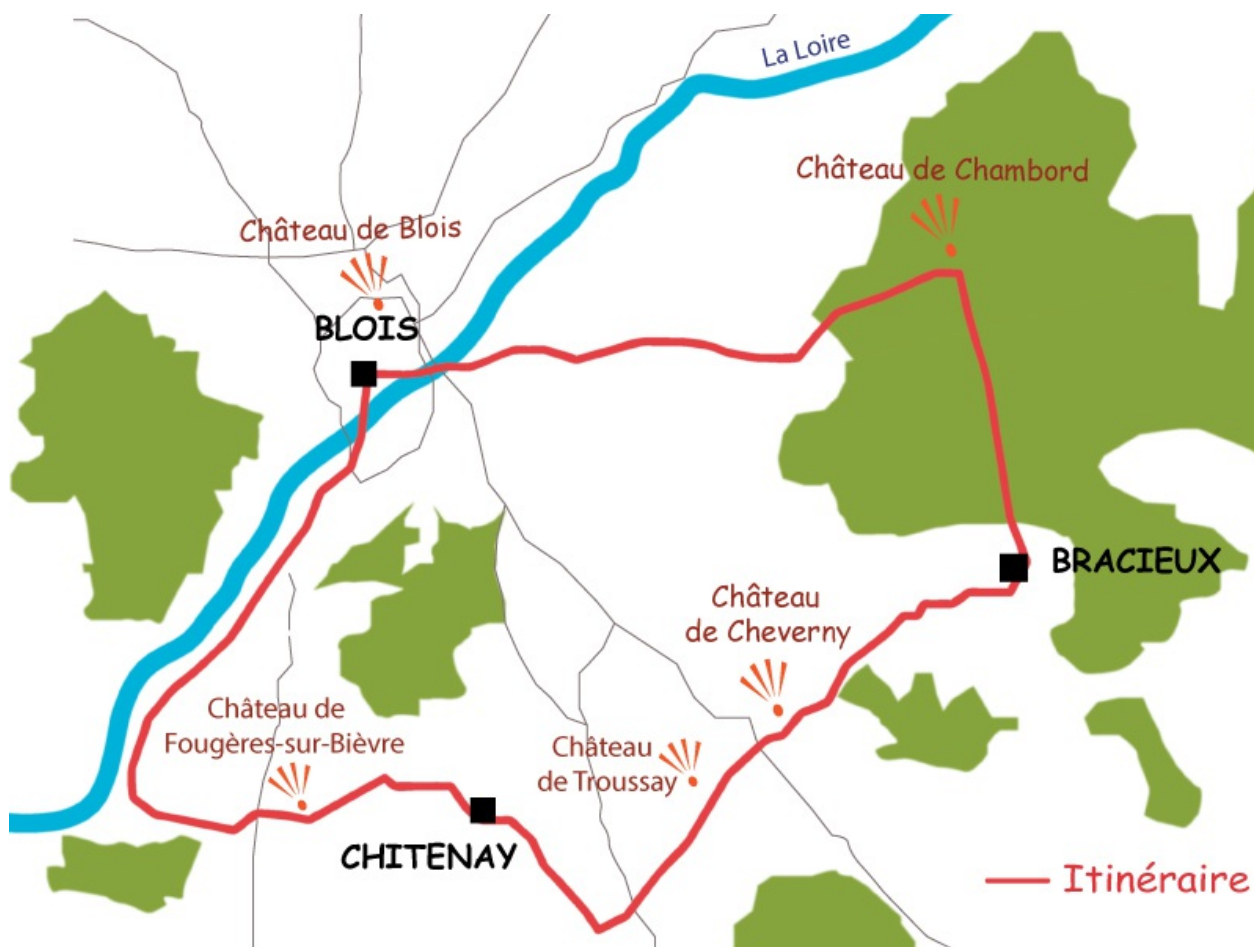 La Loire
Château de Chambord
Château de Blois
BLOIS
BRACIEUX
Château
de Cheverny
Château de
Fougères-sur-Bièvre
Château
de Troussay
CHITENAY
Itinéraire